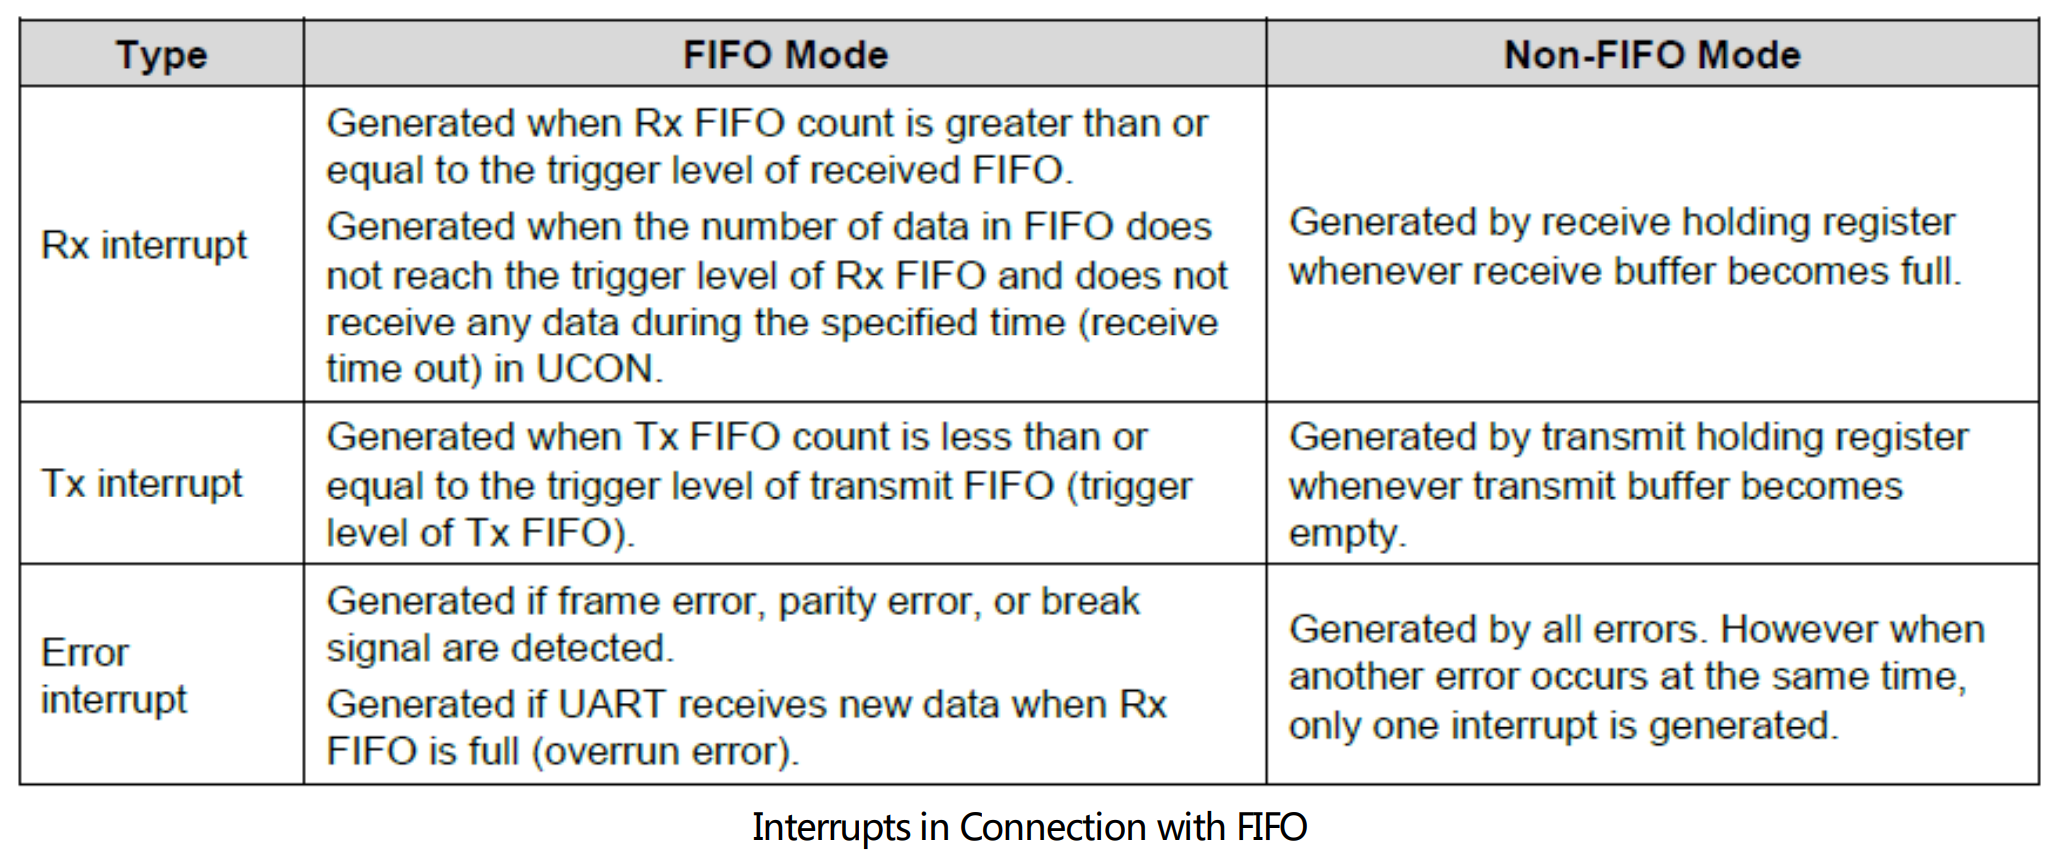 Type
FIFO Mode
Non-FIFO Mode
Rx interrupt
Generated when Rx FIFO count is greater than or
equal to the trigger level of received FIFO.
Generated when the number of data in FIFO does
not reach the trigger level of Rx FIFO and does not
receive any data during the specified time (receive
time out) in UCON.
Generated by receive holding register
whenever receive buffer becomes full.
Tx interrupt
Generated when Tx FIFO count is less than or
equal to the trigger level of transmit FIFO (trigger
level of Tx FIFO).
Generated by transmit holding register
whenever transmit buffer becomes
empty.
Error
interrupt
Generated if frame error, parity error, or break
signal are detected.
Generated if UART receives new data when Rx
FIFO is full (overrun error).
Generated by all errors. However when
another error occurs at the same time,
only one interrupt is generated.
Interrupts in Connection with FIFO